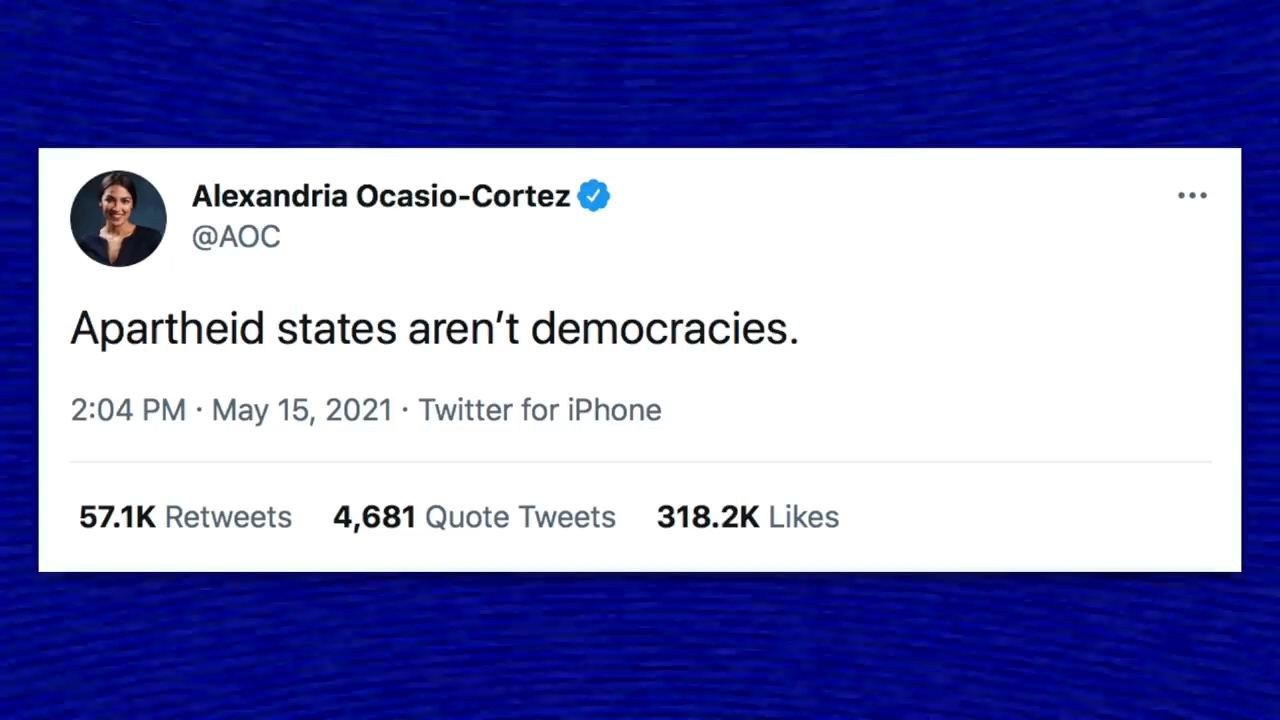 Alexandria Ocasio-Cortez
@AOC
Apartheid states aren’t democracies.
2:04 PM · May 15, 2021 · Twitter for iPhone
57.1K Retweets 4,681 Quote Tweets 318.2K Likes